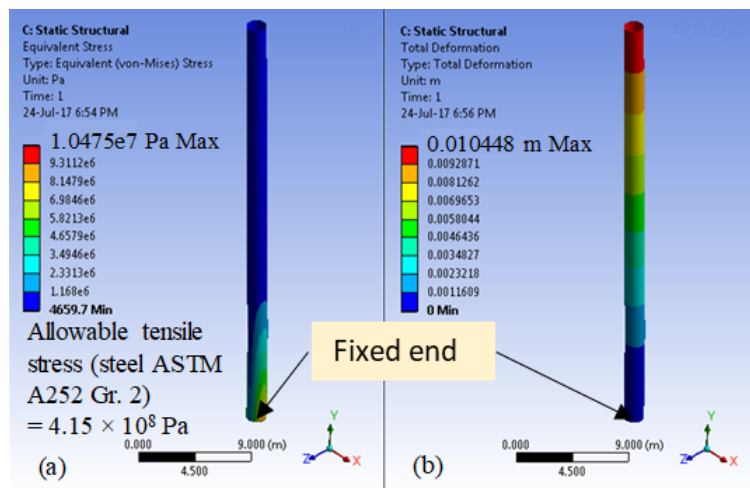 C: Static Structural
Equivalent Stress
Type: Equivalent (von-Mises) Stress
Unit: Pa
Time: 1
24-Jul-17 6:54 PM
1.0475e7 Pa Max
9.3112e6
8.1479e6
6.9846e6
5.8213e6
4.6579e6
3.4946e6
2.3313e6
1.168e6
4659.7 Min
Allowable tensile
stress (steel ASTM
A252 Gr. 2)
= 4.15 × 10⁸ Pa
(a)
0.000
9.000 (m)
4.500
Y
Z
X
Fixed end
C: Static Structural
Total Deformation
Type: Total Deformation
Unit: m
Time: 1
24-Jul-17 6:56 PM
0.010448 m Max
0.0092871
0.0081262
0.0069653
0.0058044
0.0046436
0.0034827
0.0023218
0.0011609
0 Min
(b)
0.000
9.000 (m)
4.500
Y
Z
X